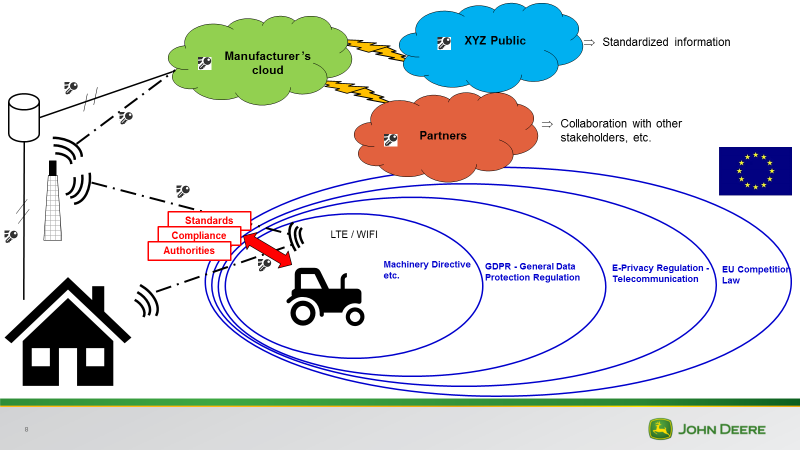 Manufacturer's
cloud
XYZ Public
⇒ Standardized information
Partners
⇒ Collaboration with other
stakeholders, etc.
Standards
Compliance
Authorities
LTE / WIFI
Machinery Directive
etc.
GDPR - General Data
Protection Regulation
E-Privacy Regulation -
Telecommunication
EU Competition
Law
8
JOHN DEERE